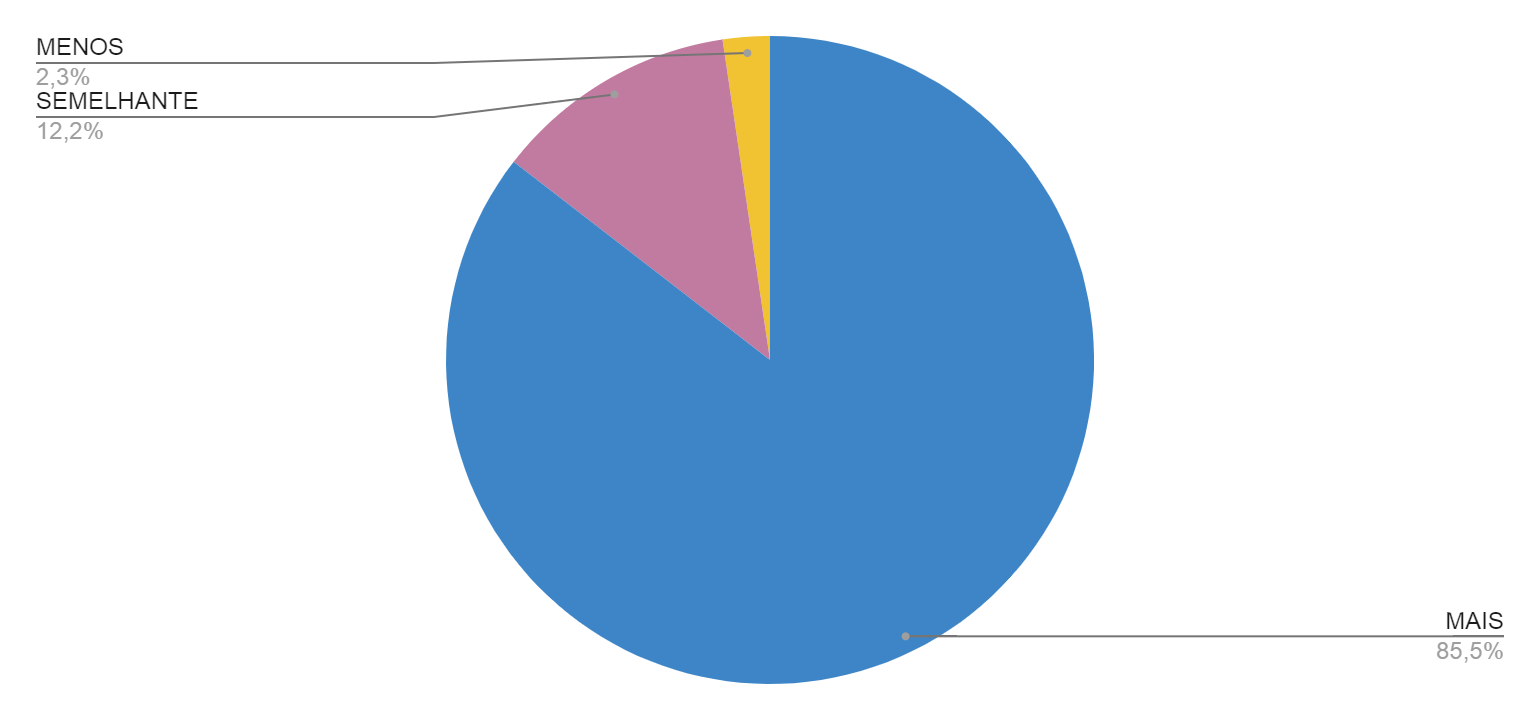 MENOS
2,3%
SEMELHANTE
12,2%
MAIS
85,5%